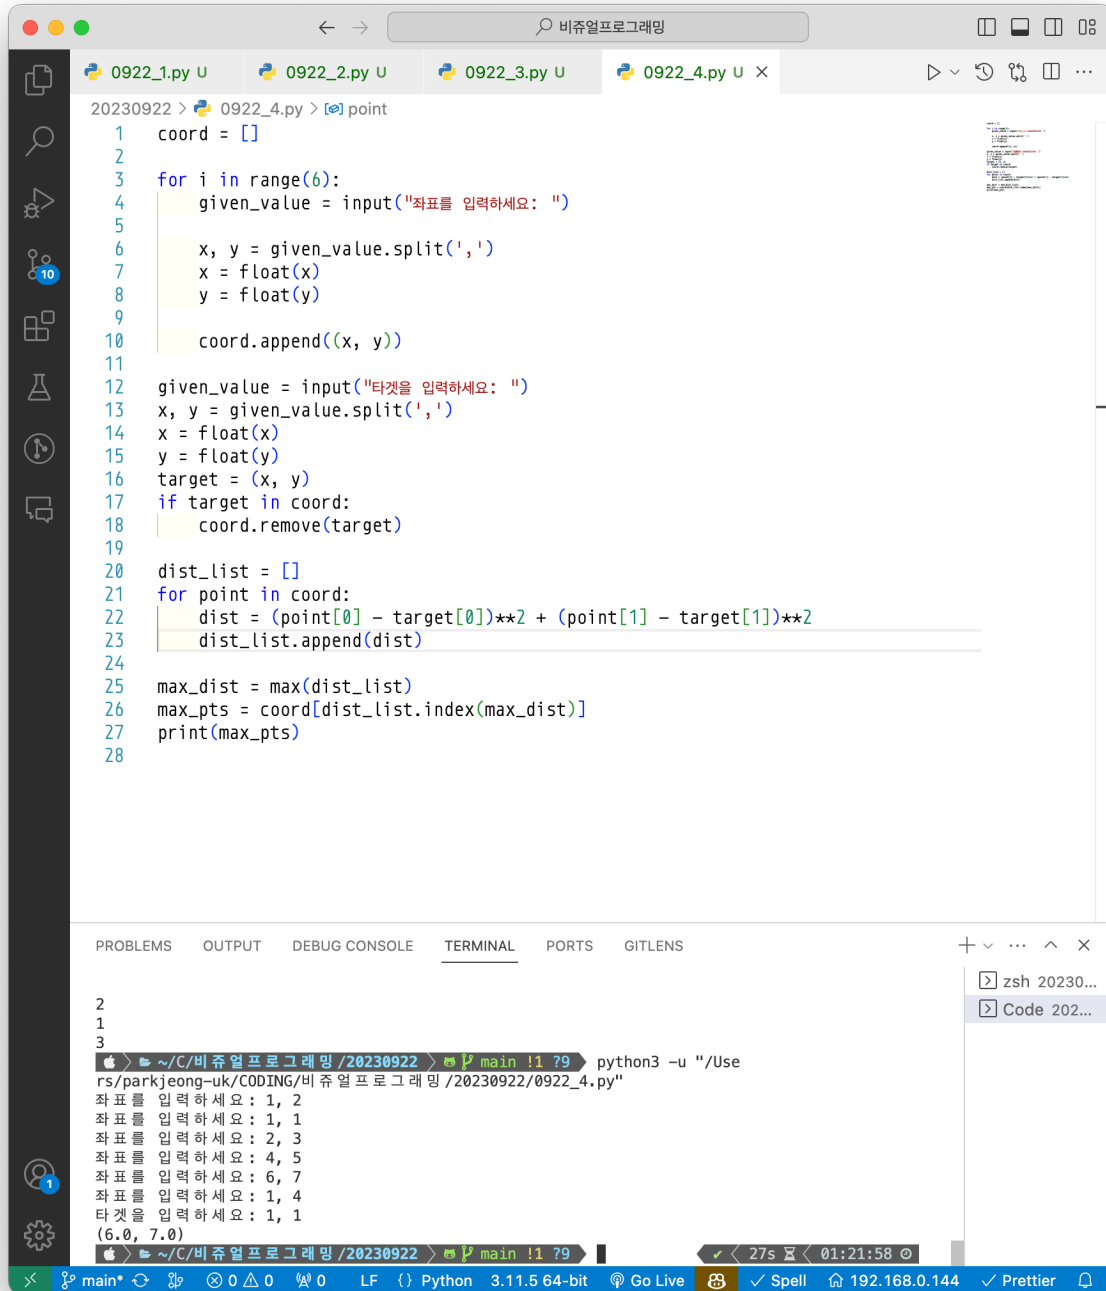 비쥬얼프로그래밍
0922_1.py U
0922_2.py U
0922_3.py U
0922_4.py U
20230922 > 0922_4.py > point
1 coord = []
2
3 for i in range(6):
4 given_value = input("좌표를 입력하세요: ")
5
6 x, y = given_value.split(',')
7 x = float(x)
8 y = float(y)
9
10 coord.append((x, y))
11
12 given_value = input("타겟을 입력하세요: ")
13 x, y = given_value.split(',')
14 x = float(x)
15 y = float(y)
16 target = (x, y)
17 if target in coord:
18 coord.remove(target)
19
20 dist_list = []
21 for point in coord:
22 dist = (point[0] - target[0])**2 + (point[1] - target[1])**2
23 dist_list.append(dist)
24
25 max_dist = max(dist_list)
26 max_pts = coord[dist_list.index(max_dist)]
27 print(max_pts)
28
10
1
PROBLEMS OUTPUT DEBUG CONSOLE TERMINAL PORTS GITLENS
zsh 20230...
Code 202...
2
1
3
~/C/비쥬얼프로그래밍/20230922 main !1 ?9 python3 -u "/Use
rs/parkjeong-uk/CODING/비쥬얼프로그래밍/20230922/0922_4.py"
좌표를 입력하세요: 1, 2
좌표를 입력하세요: 1, 1
좌표를 입력하세요: 2, 3
좌표를 입력하세요: 4, 5
좌표를 입력하세요: 6, 7
좌표를 입력하세요: 1, 4
타겟을 입력하세요: 1, 1
(6.0, 7.0)
~/C/비쥬얼프로그래밍/20230922 main !1 ?9 ✔ 27s 01:21:58
main* 0 0 0 LF {} Python 3.11.5 64-bit Go Live Spell 192.168.0.144 Prettier